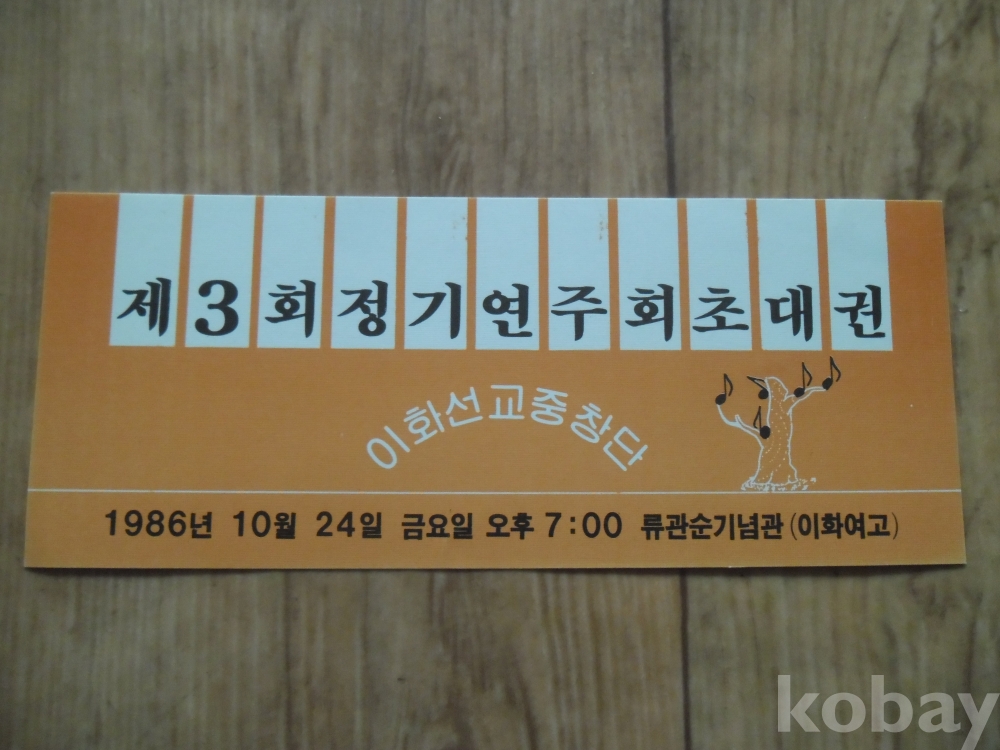 제3회정기연주회초대권
이화선교중창단
1986년 10월 24일 금요일 오후 7:00 류관순기념관 (이화여고)
kobay